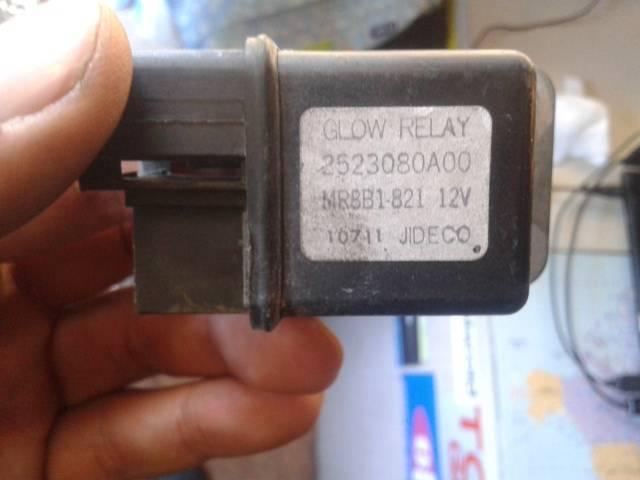 GLOW RELAY
2523080A00
MR8B1-821 12V
10711 JIDECO